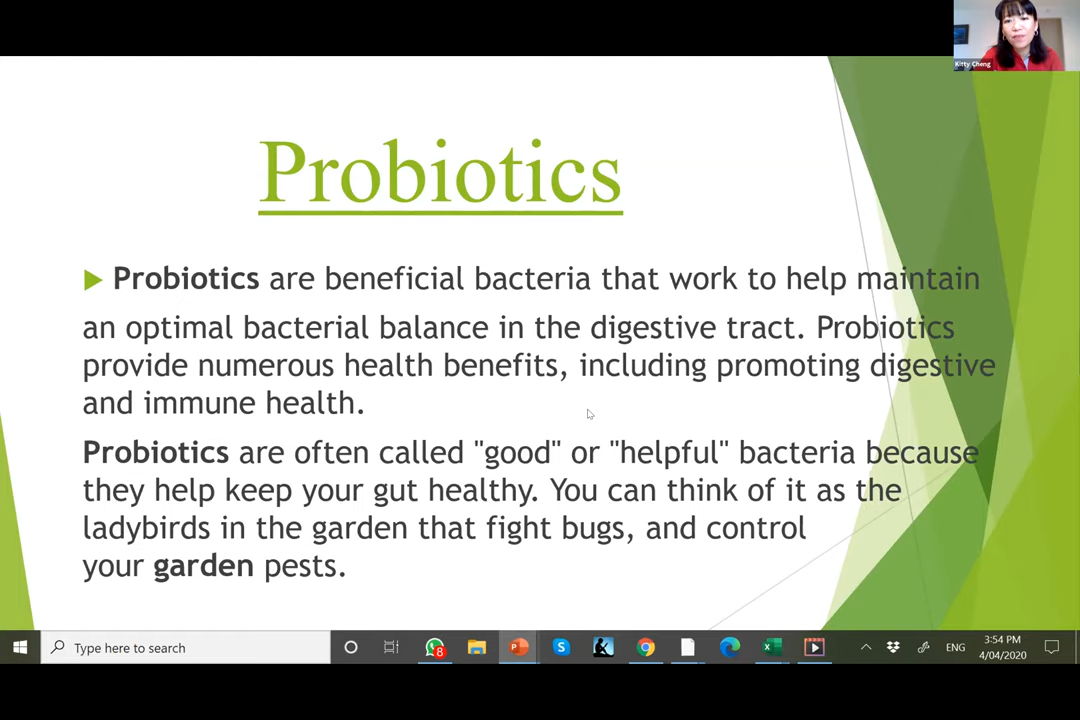 Kitty Cheng
Probiotics
Probiotics are beneficial bacteria that work to help maintain
an optimal bacterial balance in the digestive tract. Probiotics
provide numerous health benefits, including promoting digestive
and immune health.
Probiotics are often called "good" or "helpful" bacteria because
they help keep your gut healthy. You can think of it as the
ladybirds in the garden that fight bugs, and control
your garden pests.
Type here to search
8
ENG
3:54 PM
4/04/2020